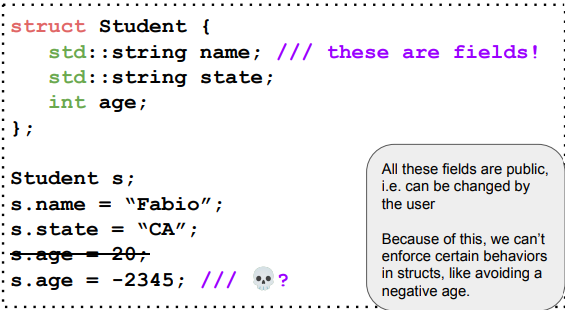 struct Student {
std::string name; /// these are fields!
std::string state;
int age;
};
Student s;
s.name = “Fabio”;
s.state = “CA”;
s.age = 20;
s.age = -2345; /// 💀?
All these fields are public,
i.e. can be changed by
the user
Because of this, we can’t
enforce certain behaviors
in structs, like avoiding a
negative age.